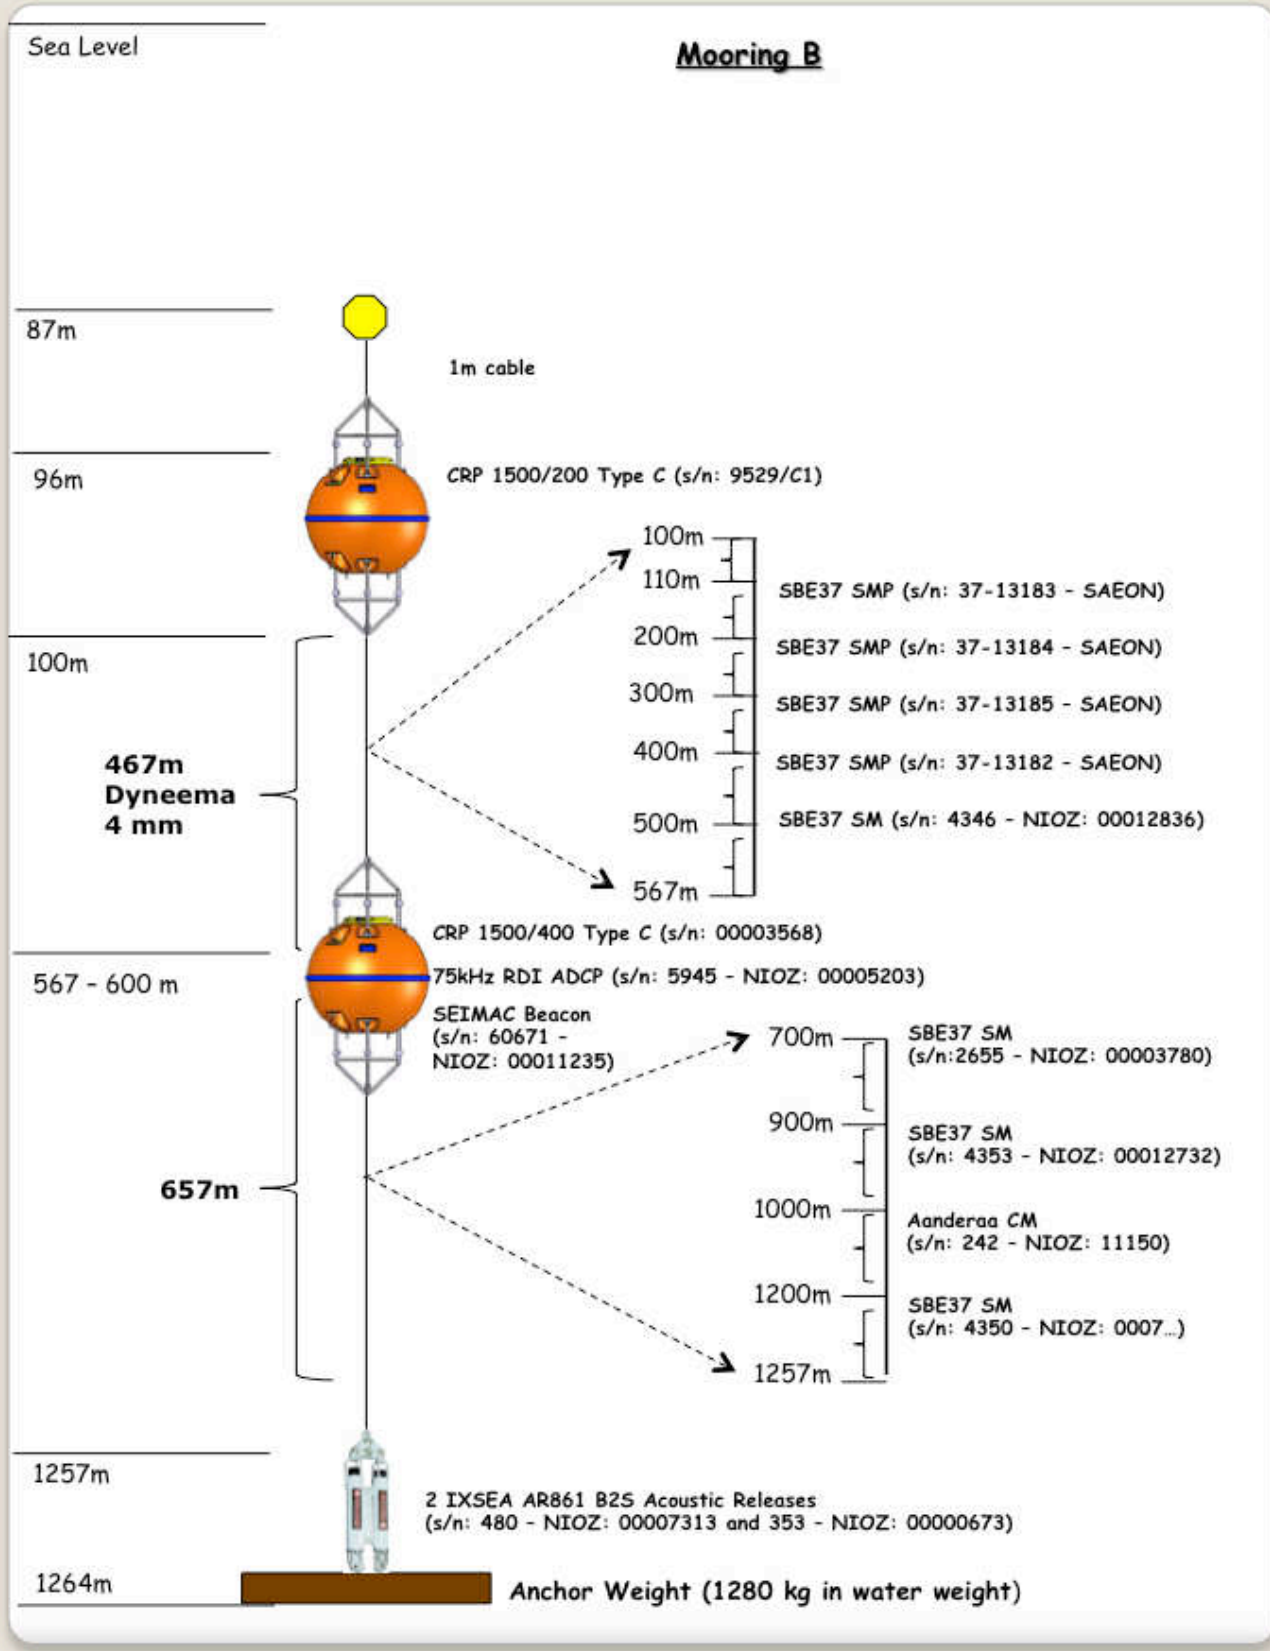 Sea Level
Mooring B
87m
1m cable
96m
CRP 1500/200 Type C (s/n: 9529/C1)
100m
110m
SBE37 SMP (s/n: 37-13183 - SAEON)
200m
SBE37 SMP (s/n: 37-13184 - SAEON)
100m
300m
SBE37 SMP (s/n: 37-13185 - SAEON)
400m
SBE37 SMP (s/n: 37-13182 - SAEON)
467m
Dyneema
4 mm
500m
SBE37 SM (s/n: 4346 - NIOZ: 00012836)
567m
CRP 1500/400 Type C (s/n: 00003568)
567 - 600 m
75kHz RDI ADCP (s/n: 5945 - NIOZ: 00005203)
SEIMAC Beacon
(s/n: 60671 -
NIOZ: 00011235)
700m
SBE37 SM
(s/n:2655 - NIOZ: 00003780)
900m
SBE37 SM
(s/n: 4353 - NIOZ: 00012732)
657m
1000m
Aanderaa CM
(s/n: 242 - NIOZ: 11150)
1200m
SBE37 SM
(s/n: 4350 - NIOZ: 0007…)
1257m
1257m
2 IXSEA AR861 B2S Acoustic Releases
(s/n: 480 - NIOZ: 00007313 and 353 - NIOZ: 00000673)
1264m
Anchor Weight (1280 kg in water weight)